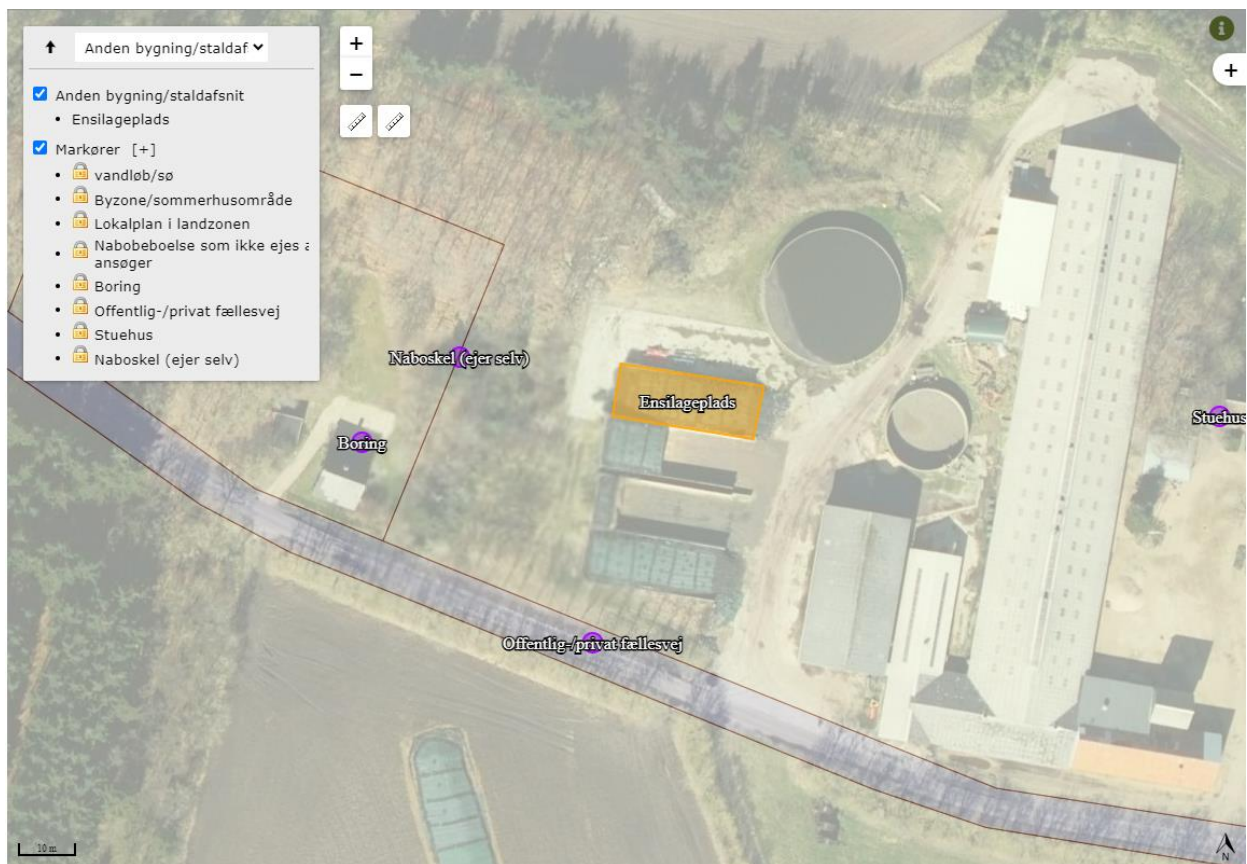 Anden bygning/staldaf
+
−
Anden bygning/staldafsnit
Ensilageplads
Markører [+]
vandløb/sø
Byzone/sommerhusområde
Lokalplan i landzonen
Nabobeboelse som ikke ejes a
ansøger
Boring
Offentlig-/privat fællesvej
Stuehus
Naboskel (ejer selv)
i
+
Naboskel (ejer selv)
Ensilageplads
Stuehus
Boring
Offentlig-/privat fællesvej
10 m
N